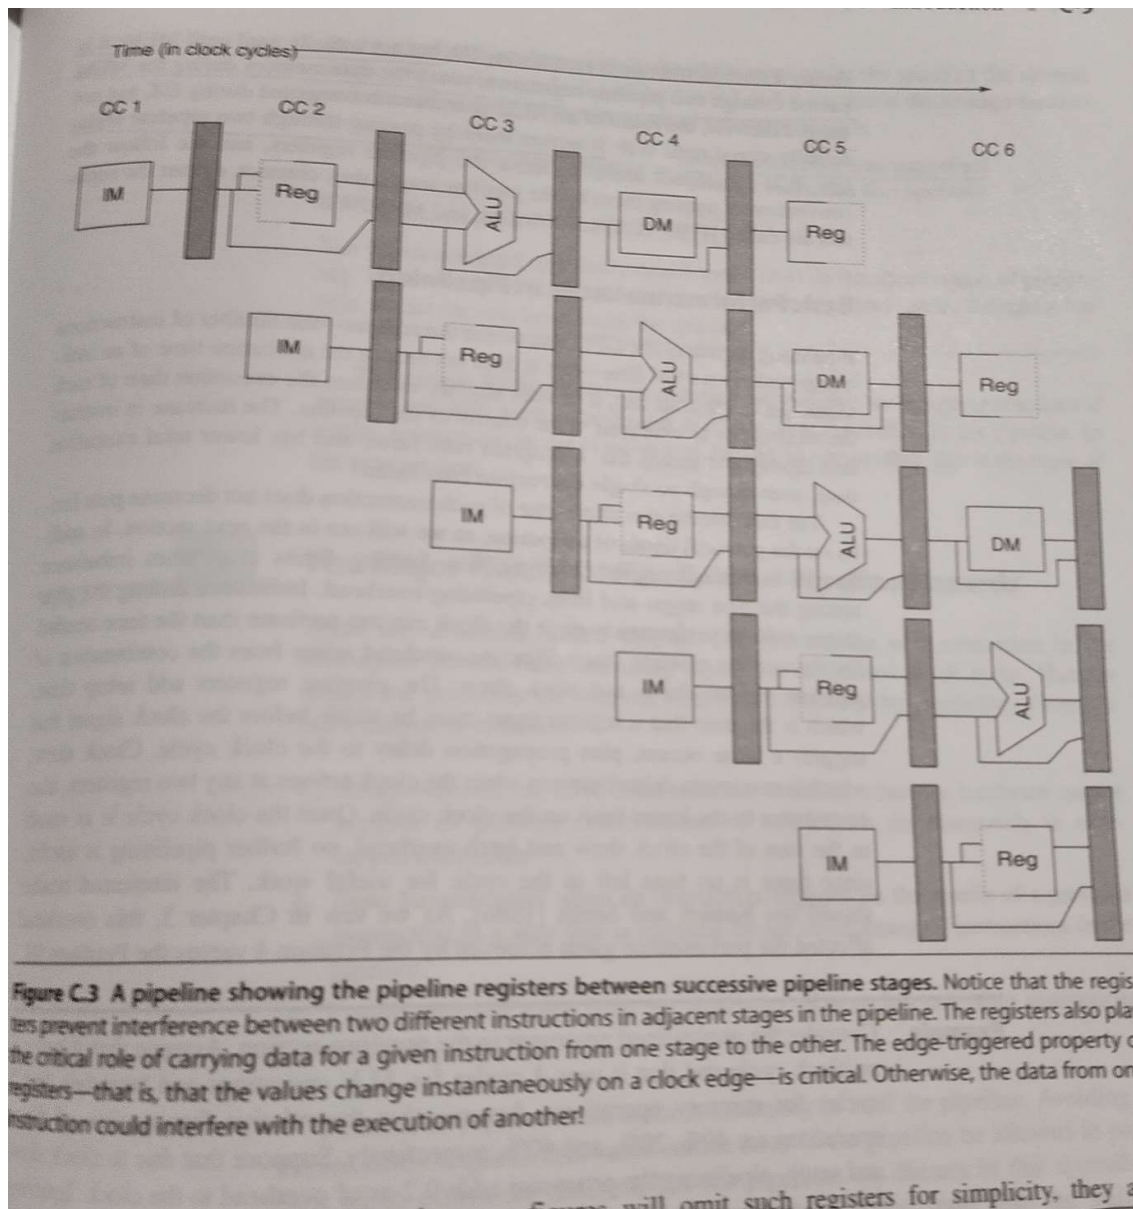 Time (in clock cycles)
CC 1 CC 2 CC 3 CC 4 CC 5 CC 6
IM Reg ALU DM Reg
IM Reg ALU DM Reg
IM Reg ALU DM
IM Reg ALU
IM Reg
Figure C.3 A pipeline showing the pipeline registers between successive pipeline stages. Notice that the regis
ters prevent interference between two different instructions in adjacent stages in the pipeline. The registers also pla
the critical role of carrying data for a given instruction from one stage to the other. The edge-triggered property o
registers—that is, that the values change instantaneously on a clock edge—is critical. Otherwise, the data from on
instruction could interfere with the execution of another!
will omit such registers for simplicity, they a